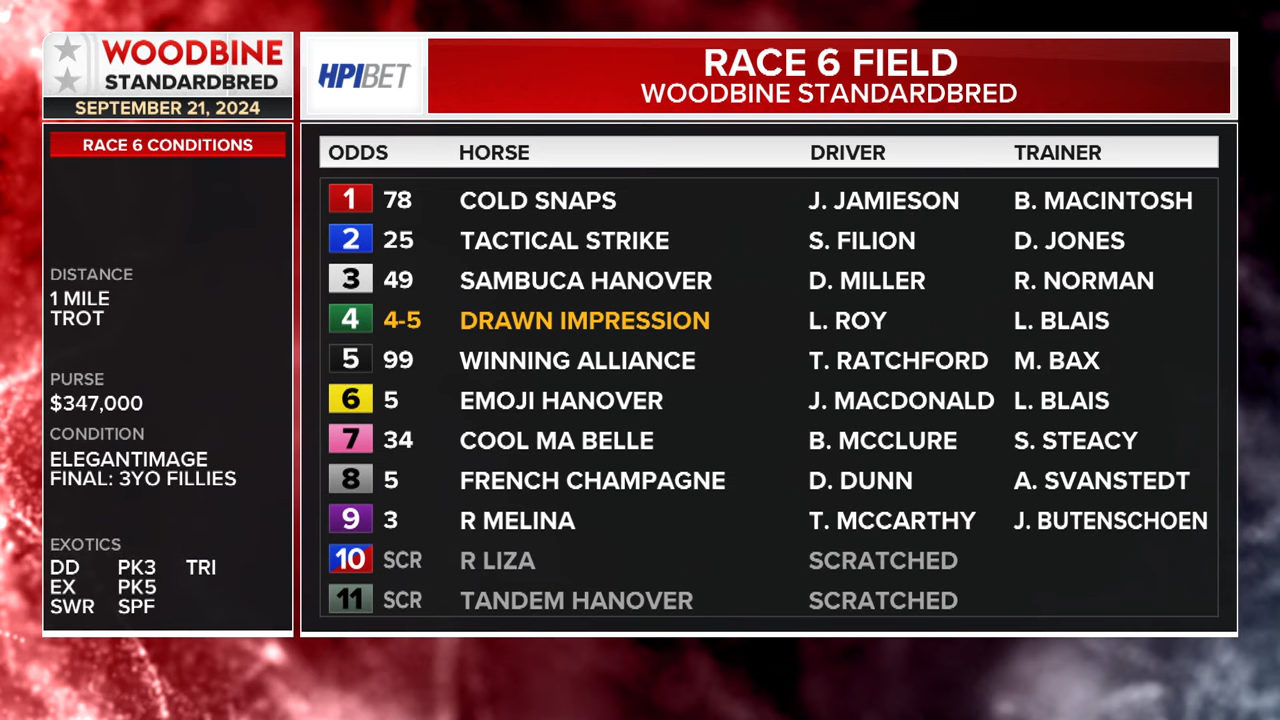 WOODBINE
STANDARDBRED
SEPTEMBER 21, 2024
HPIBET
RACE 6 FIELD
WOODBINE STANDARDBRED
RACE 6 CONDITIONS
DISTANCE
1 MILE
TROT
PURSE
$347,000
CONDITION
ELEGANTIMAGE
FINAL: 3YO FILLIES
EXOTICS
DD PK3 TRI
EX PK5
SWR SPF
ODDS HORSE DRIVER TRAINER
1 78 COLD SNAPS J. JAMIESON B. MACINTOSH
2 25 TACTICAL STRIKE S. FILION D. JONES
3 49 SAMBUCA HANOVER D. MILLER R. NORMAN
4 4-5 DRAWN IMPRESSION L. ROY L. BLAIS
5 99 WINNING ALLIANCE T. RATCHFORD M. BAX
6 5 EMOJI HANOVER J. MACDONALD L. BLAIS
7 34 COOL MA BELLE B. MCCLURE S. STEACY
8 5 FRENCH CHAMPAGNE D. DUNN A. SVANSTEDT
9 3 R MELINA T. MCCARTHY J. BUTENSCHOEN
10 SCR R LIZA SCRATCHED
11 SCR TANDEM HANOVER SCRATCHED